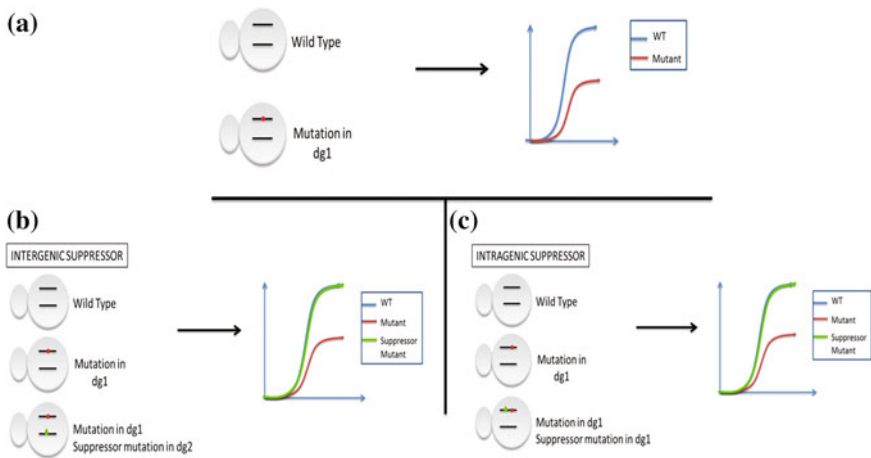 (a)
Wild Type
Mutation in
dg1
WT
Mutant
(b)
INTERGENIC SUPPRESSOR
Wild Type
Mutation in
dg1
Mutation in dg1
Suppressor mutation in dg2
WT
Mutant
Suppressor
Mutant
(c)
INTRAGENIC SUPPRESSOR
Wild Type
Mutation in
dg1
Mutation in dg1
Suppressor mutation in dg1
WT
Mutant
Suppressor
Mutant